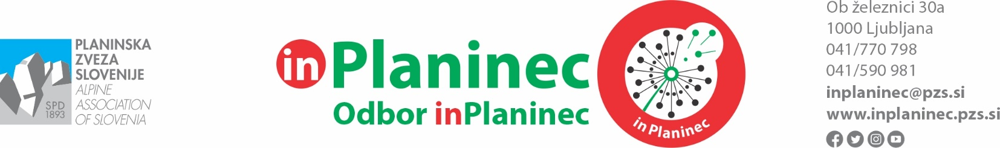 PLANINSKA
ZVEZA
SLOVENIJE
ALPINE
ASSOCIATION
OF SLOVENIA
SPD
1893
inPlaninec
Odbor inPlaninec
in Planinec
Ob železnici 30a
1000 Ljubljana
041/770 798
041/590 981
inplaninec@pzs.si
www.inplaninec.pzs.si